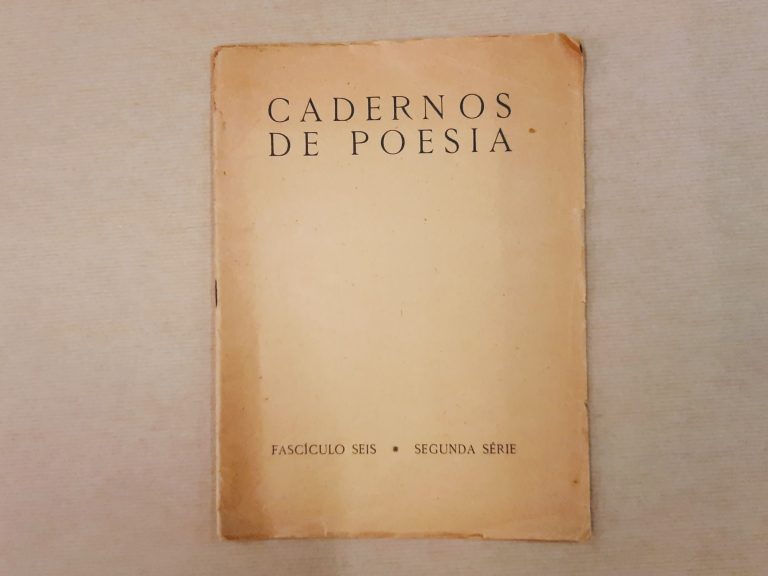 CADERNOS
DE POESIA
FASCÍCULO SEIS * SEGUNDA SÉRIE